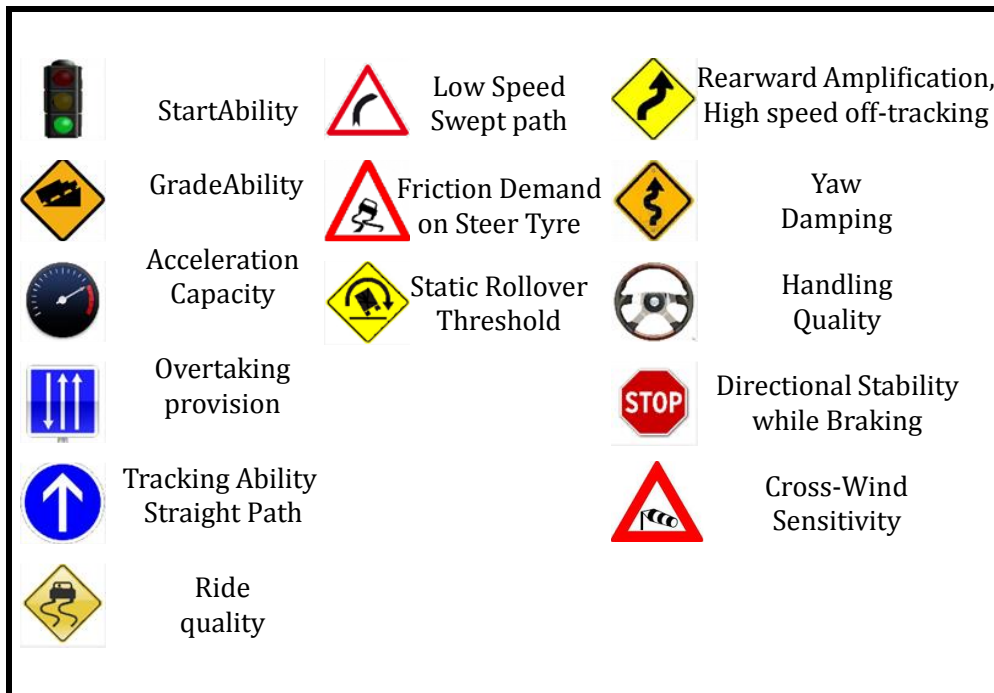 StartAbility
GradeAbility
Acceleration
Capacity
Overtaking
provision
Tracking Ability
Straight Path
Ride
quality
Low Speed
Swept path
Friction Demand
on Steer Tyre
Static Rollover
Threshold
Rearward Amplification,
High speed off-tracking
Yaw
Damping
Handling
Quality
STOP
Directional Stability
while Braking
Cross-Wind
Sensitivity